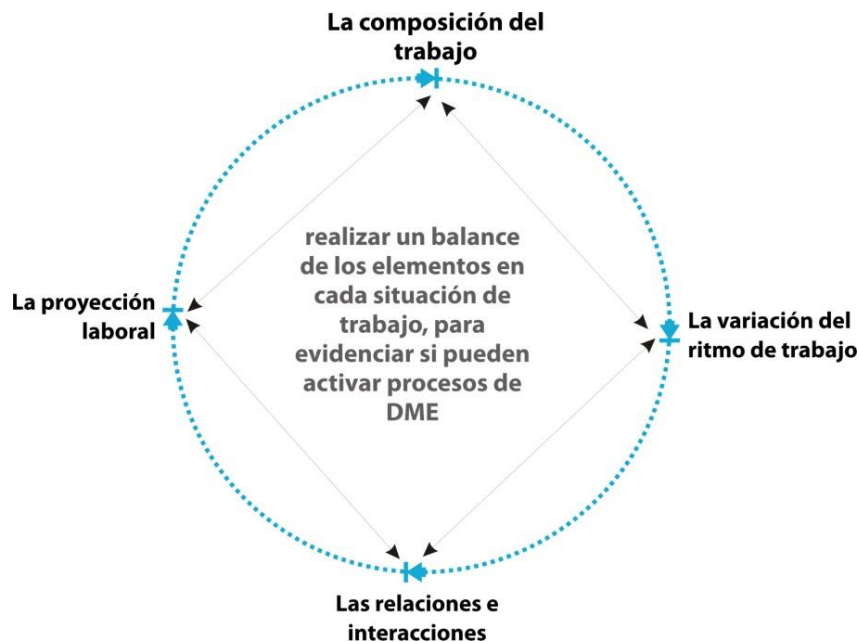 La composición del
trabajo
realizar un balance
de los elementos en
cada situación de
trabajo, para
evidenciar si pueden
activar procesos de
DME
La proyección
laboral
La variación del
ritmo de trabajo
Las relaciones e
interacciones